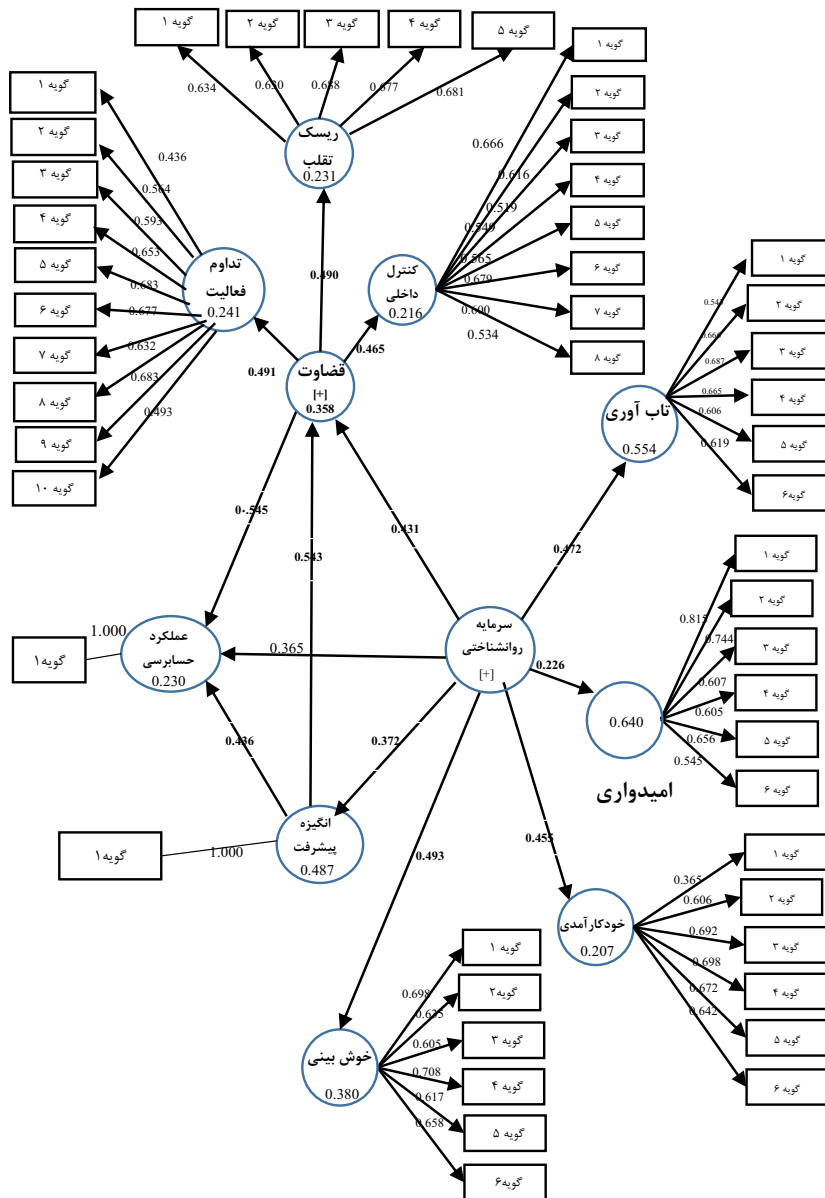 گویه ۱
گویه ۲
گویه ۳
گویه ۴
گویه ۵
0.634
0.630
0.688
0.677
0.681
ریسک
تقلب
0.231
گویه ۱
گویه ۲
گویه ۳
گویه ۴
گویه ۵
گویه ۶
گویه ۷
گویه ۸
گویه ۹
گویه ۱۰
0.436
0.564
0.593
0.653
0.683
0.677
0.632
0.683
0.493
تداوم
فعالیت
0.241
گویه ۱
گویه ۲
گویه ۳
گویه ۴
گویه ۵
گویه ۶
گویه ۷
گویه ۸
0.666
0.616
0.519
0.549
0.565
0.679
0.600
0.534
کنترل
داخلی
0.216
0.490
0.491
0.465
قضاوت
[+]
0.358
گویه ۱
گویه ۲
گویه ۳
گویه ۴
گویه ۵
گویه۶
0.666
0.687
0.665
0.606
0.619
تاب آوری
0.554
0.545
0.543
0.431
0.472
گویه ۱
گویه ۲
گویه ۳
گویه ۴
گویه ۵
گویه ۶
0.815
0.744
0.607
0.605
0.656
0.545
0.640
امیدواری
سرمایه
روانشناختی
[+]
0.226
0.365
گویه۱
1.000
عملکرد
حسابرسی
0.230
0.436
0.372
0.493
0.455
گویه۱
1.000
انگیزه
پیشرفت
0.487
گویه ۱
گویه ۲
گویه ۳
گویه ۴
گویه ۵
گویه ۶
0.365
0.606
0.692
0.698
0.672
0.642
خودکارآمدی
0.207
گویه ۱
گویه۲
گویه ۳
گویه ۴
گویه ۵
گویه۶
0.698
0.635
0.605
0.708
0.617
0.658
خوش بینی
0.380